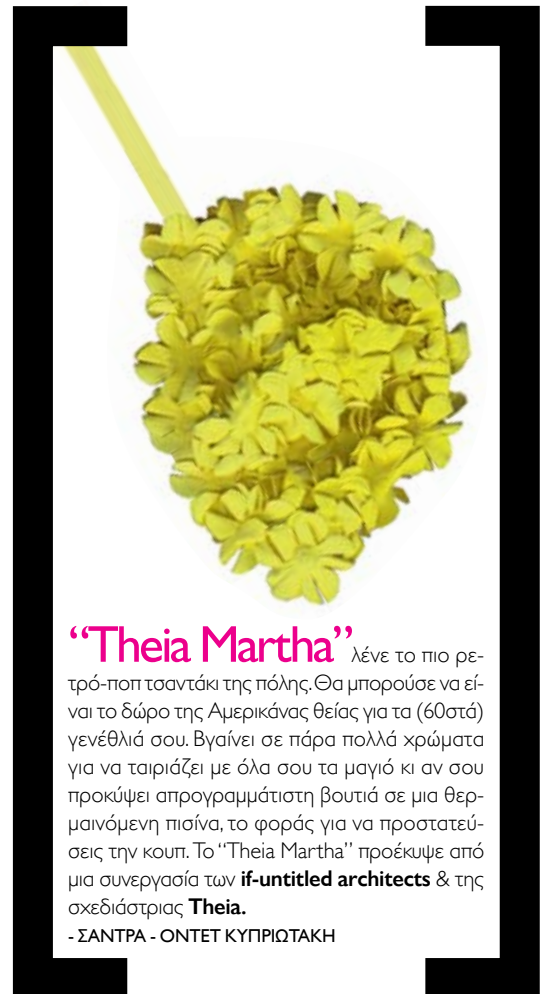 “Theia Martha” λένε το πιο ρε-
τρό-ποπ τσαντάκι της πόλης. Θα μπορούσε να εί-
ναι το δώρο της Αμερικάνας θείας για τα (60στά)
γενέθλιά σου. Βγαίνει σε πάρα πολλά χρώματα
για να ταιριάζει με όλα σου τα μαγιό κι αν σου
προκύψει απρογραμμάτιστη βουτιά σε μια θερ-
μαινόμενη πισίνα, το φοράς για να προστατεύ-
σεις την κουπ. Το “Theia Martha” προέκυψε από
μια συνεργασία των if-untitled architects & της
σχεδιάστριας Theia.
- ΣΑΝΤΡΑ - ΟΝΤΕΤ ΚΥΠΡΙΩΤΑΚΗ